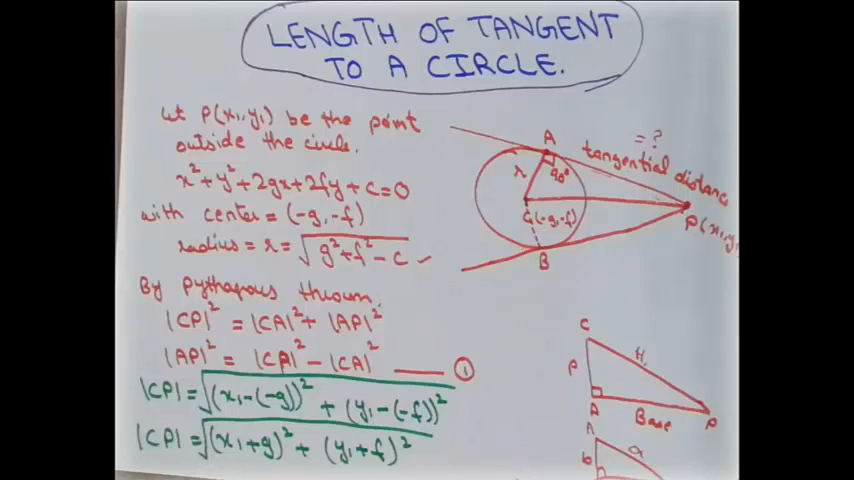 LENGTH OF TANGENT
TO A CIRCLE.
let P(x₁,y₁) be the point
outside the circle.
x²+y²+2gx+2fy+c=0
with center = (-g,-f)
radius = r = √(g²+f²-c) ✓
By Pythagorus theorem,
|CP|² = |CA|² + |AP|²
|AP|² = |CP|² - |CA|² —— ①
|CP| = √((x₁-(-g))² + (y₁-(-f))²)
|CP| = √((x₁+g)² + (y₁+f)²)
A
= ?
tangential distance
r
90°
C(-g,-f)
P(x₁,y₁
B
C
H.
P
A
Base
P
A
a
b